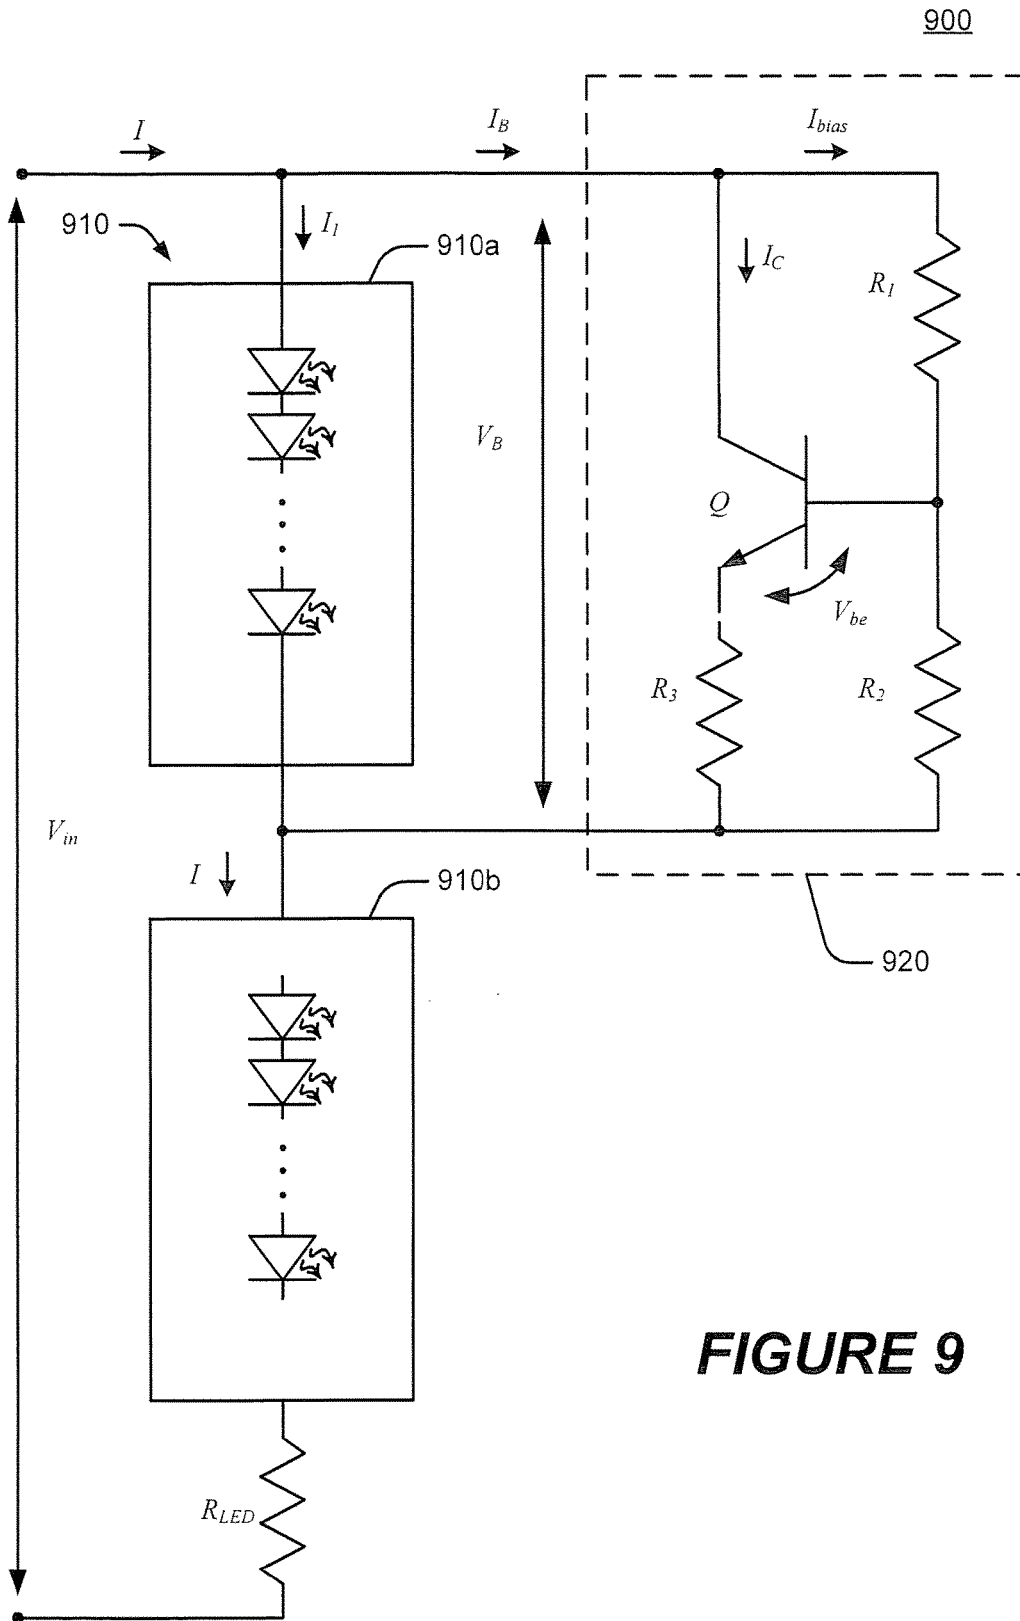 900
I
I_B
I_bias
910
I_1
910a
I_C
R_1
V_B
Q
V_be
R_3
R_2
V_in
I
910b
920
FIGURE 9
R_LED